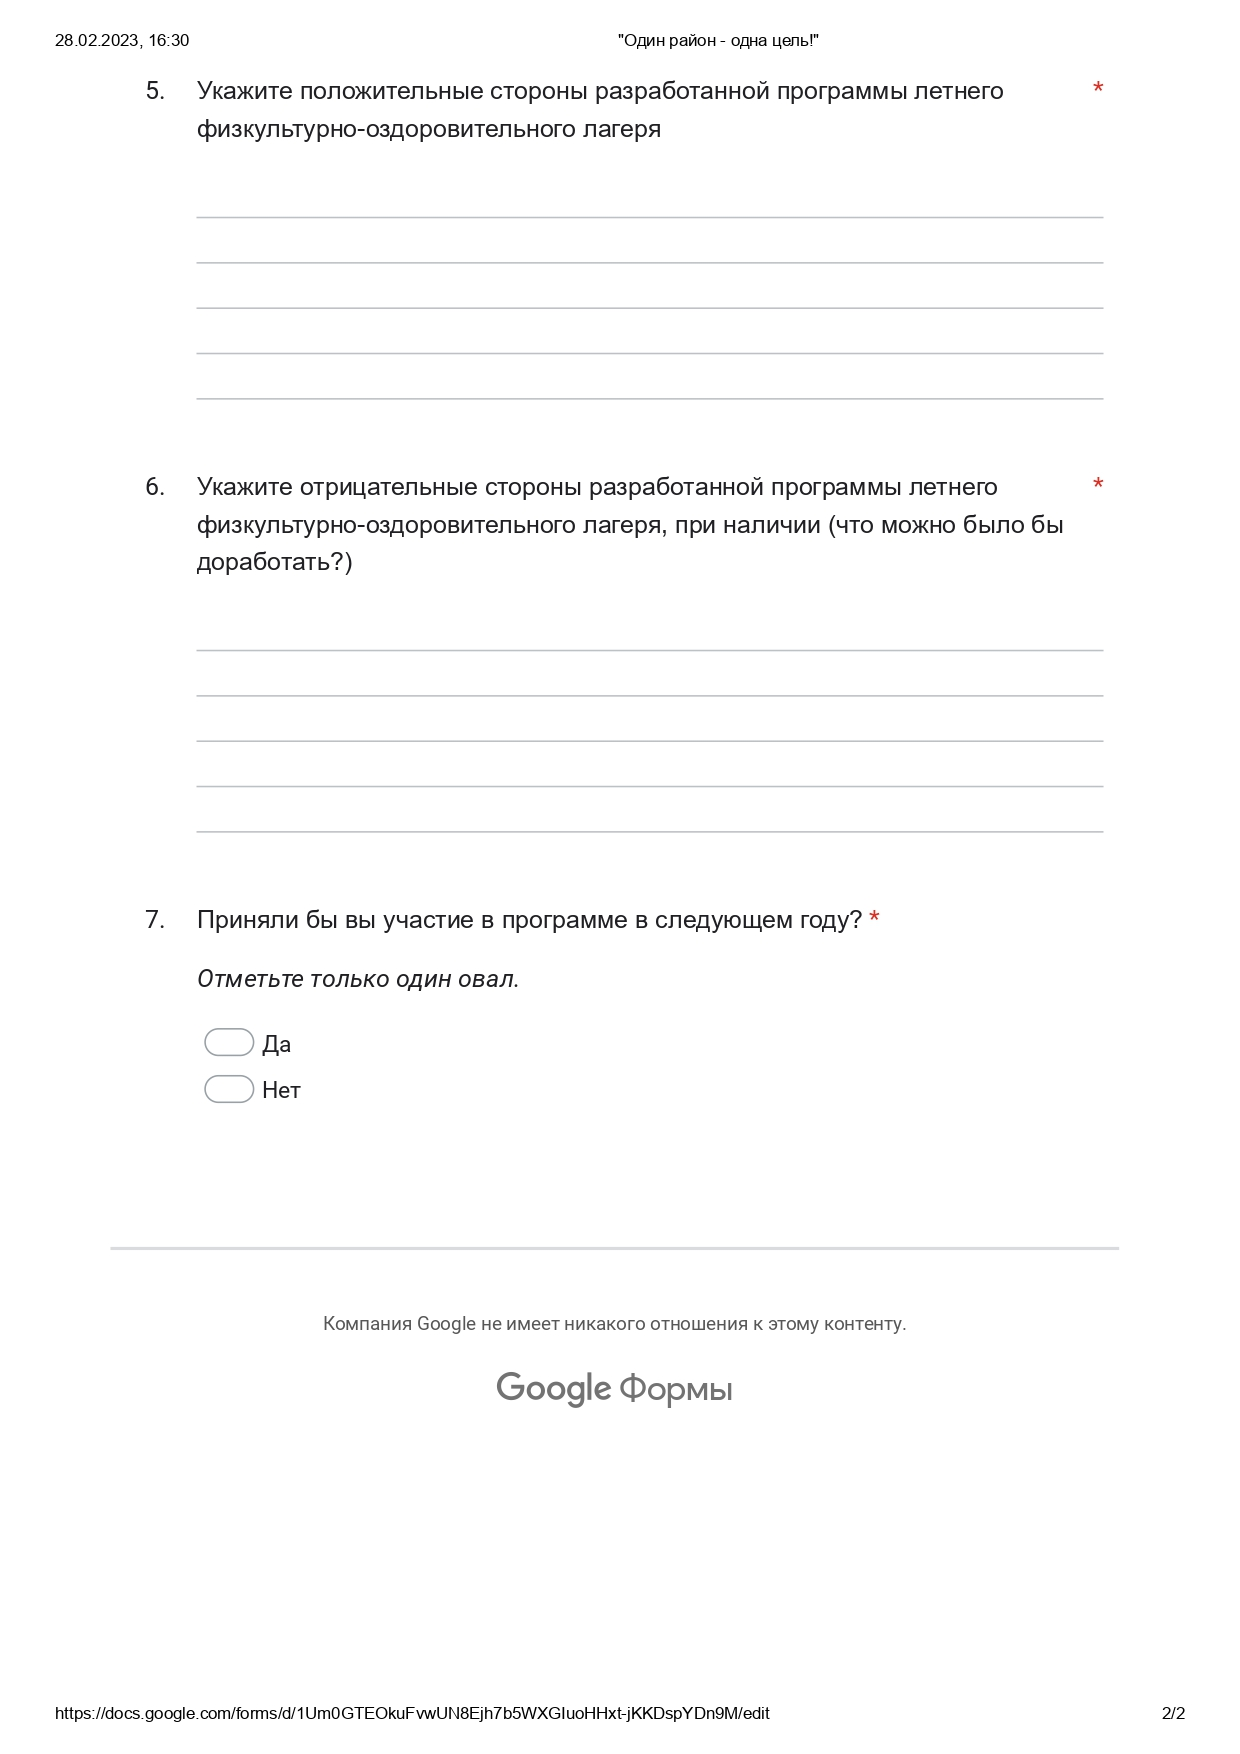 28.02.2023, 16:30 "Один район - одна цель!"
5. Укажите положительные стороны разработанной программы летнего *
физкультурно-оздоровительного лагеря
6. Укажите отрицательные стороны разработанной программы летнего *
физкультурно-оздоровительного лагеря, при наличии (что можно было бы
доработать?)
7. Приняли бы вы участие в программе в следующем году? *
Отметьте только один овал.
Да
Нет
Компания Google не имеет никакого отношения к этому контенту.
Google Формы
https://docs.google.com/forms/d/1Um0GTEOkuFvwUN8Ejh7b5WXGIuoHHxt-jKKDspYDn9M/edit 2/2